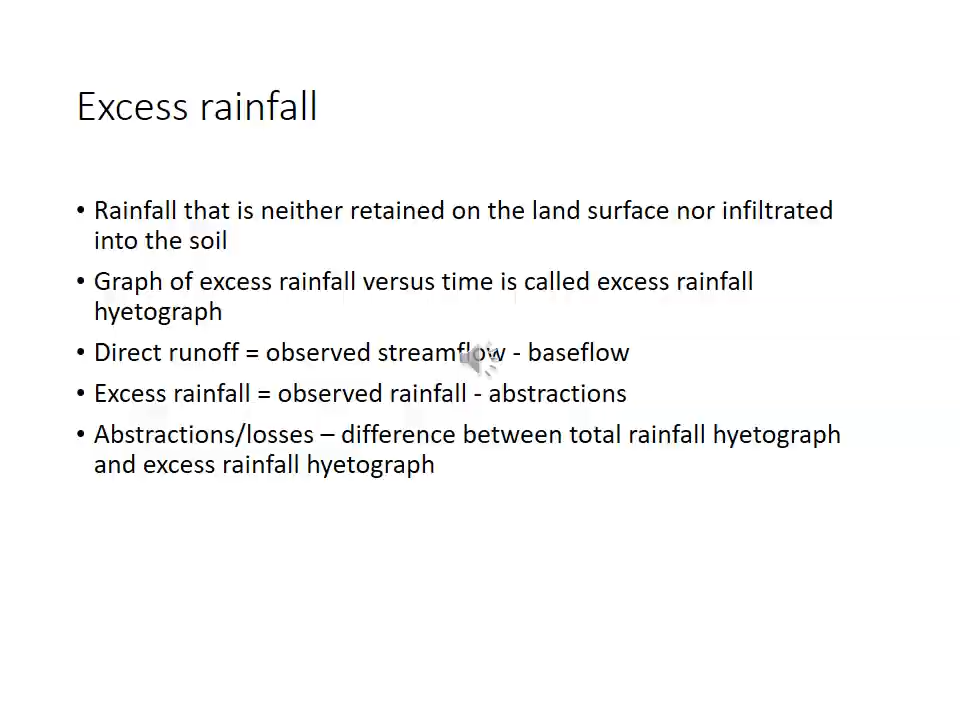 Excess rainfall
• Rainfall that is neither retained on the land surface nor infiltrated
into the soil
• Graph of excess rainfall versus time is called excess rainfall
hyetograph
• Direct runoff = observed streamflow - baseflow
• Excess rainfall = observed rainfall - abstractions
• Abstractions/losses – difference between total rainfall hyetograph
and excess rainfall hyetograph